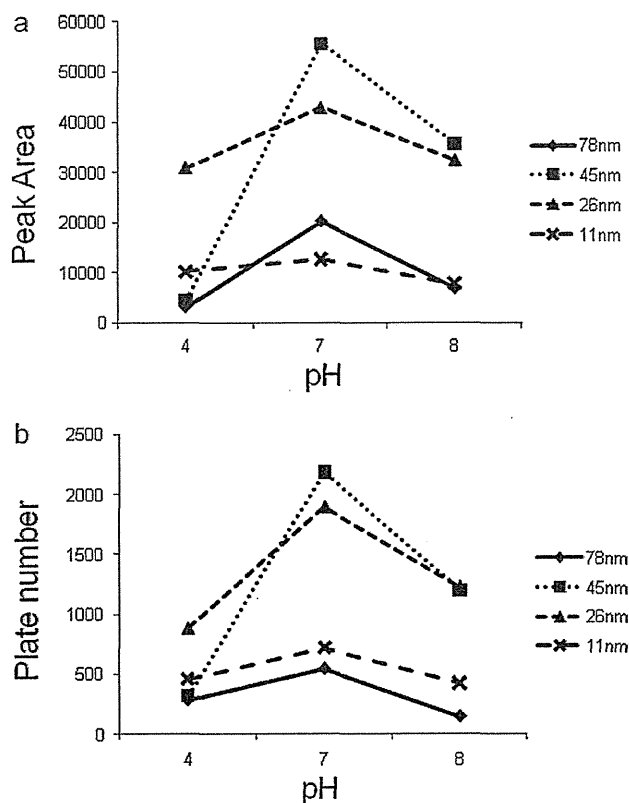 a
60000
50000
40000
30000
20000
10000
0
Peak Area
4 7 8
pH
78nm
45nm
26nm
11nm
b
2500
2000
1500
1000
500
0
Plate number
4 7 8
pH
78nm
45nm
26nm
11nm